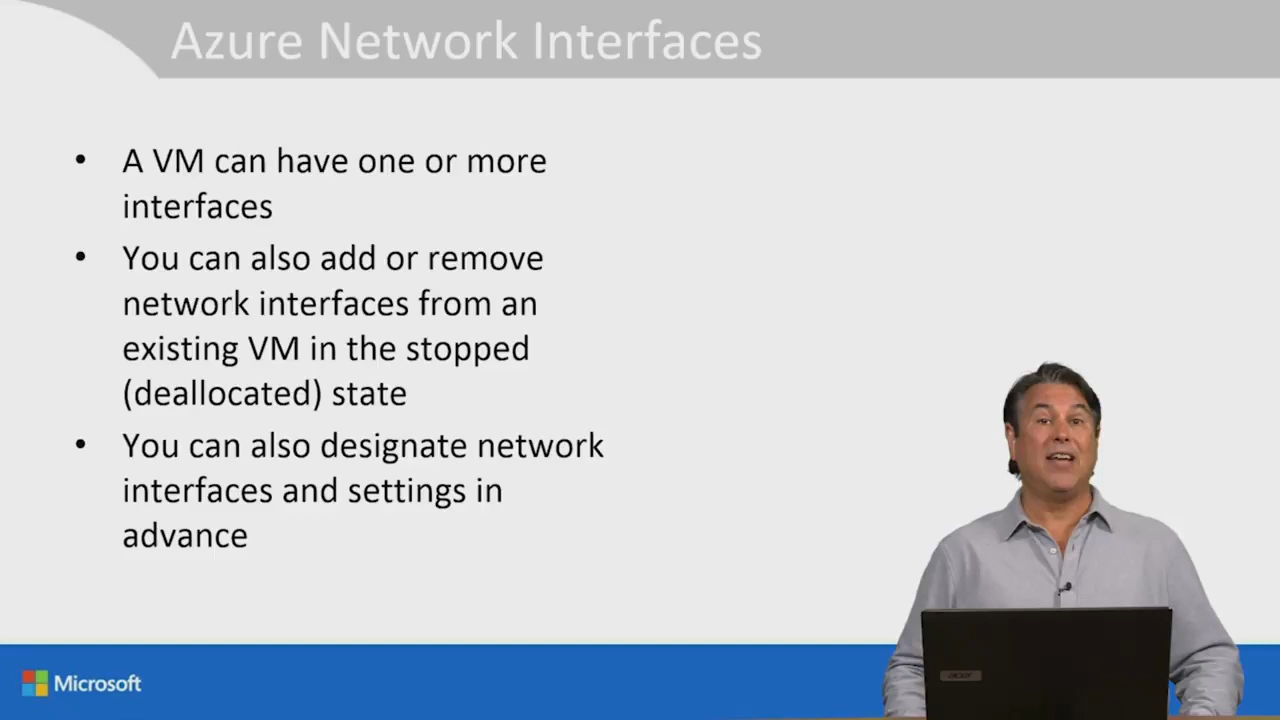 Azure Network Interfaces
• A VM can have one or more
interfaces
• You can also add or remove
network interfaces from an
existing VM in the stopped
(deallocated) state
• You can also designate network
interfaces and settings in
advance
Microsoft
acer